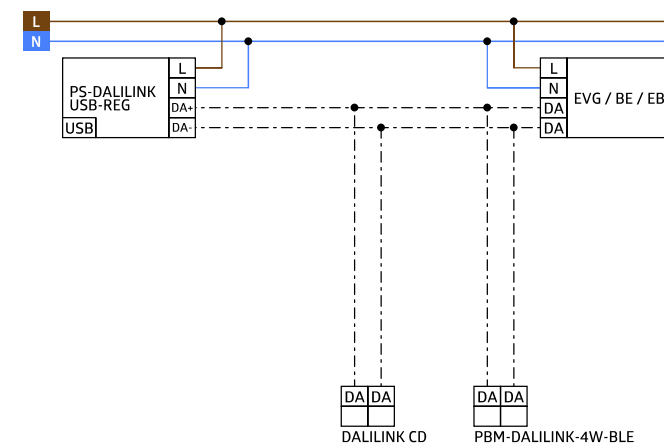 L
N
PS-DALILINK
USB-REG
USB
L
N
DA+
DA-
L
N
DA
DA
EVG / BE / EB
DA DA
DALILINK CD
DA DA
PBM-DALILINK-4W-BLE